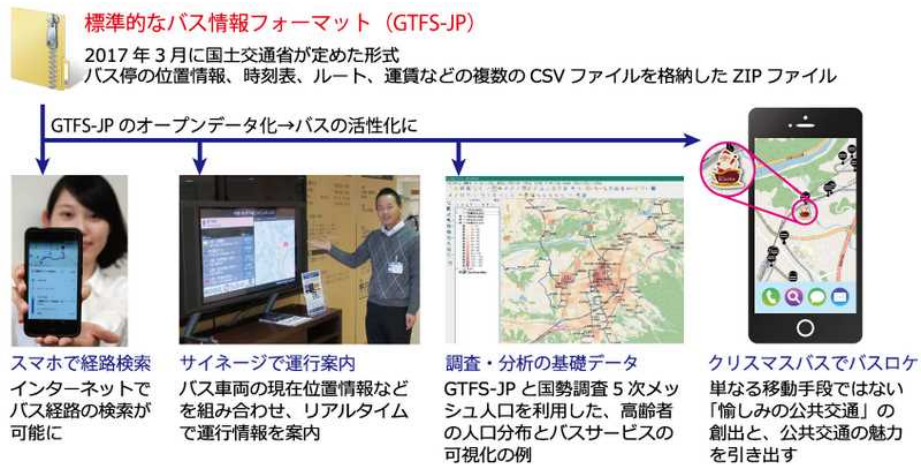 標準的なバス情報フォーマット（GTFS-JP）
2017 年 3 月に国土交通省が定めた形式
バス停の位置情報、時刻表、ルート、運賃などの複数の CSV ファイルを格納した ZIP ファイル
GTFS-JP のオープンデータ化→バスの活性化に
スマホで経路検索
インターネットで
バス経路の検索が
可能に
サイネージで運行案内
バス車両の現在位置情報など
を組み合わせ、リアルタイム
で運行情報を案内
調査・分析の基礎データ
GTFS-JP と国勢調査 5 次メッ
シュ人口を利用した、高齢者
の人口分布とバスサービスの
可視化の例
クリスマスバスでバスロケ
単なる移動手段ではない
「愉しみの公共交通」の
創出と、公共交通の魅力
を引き出す